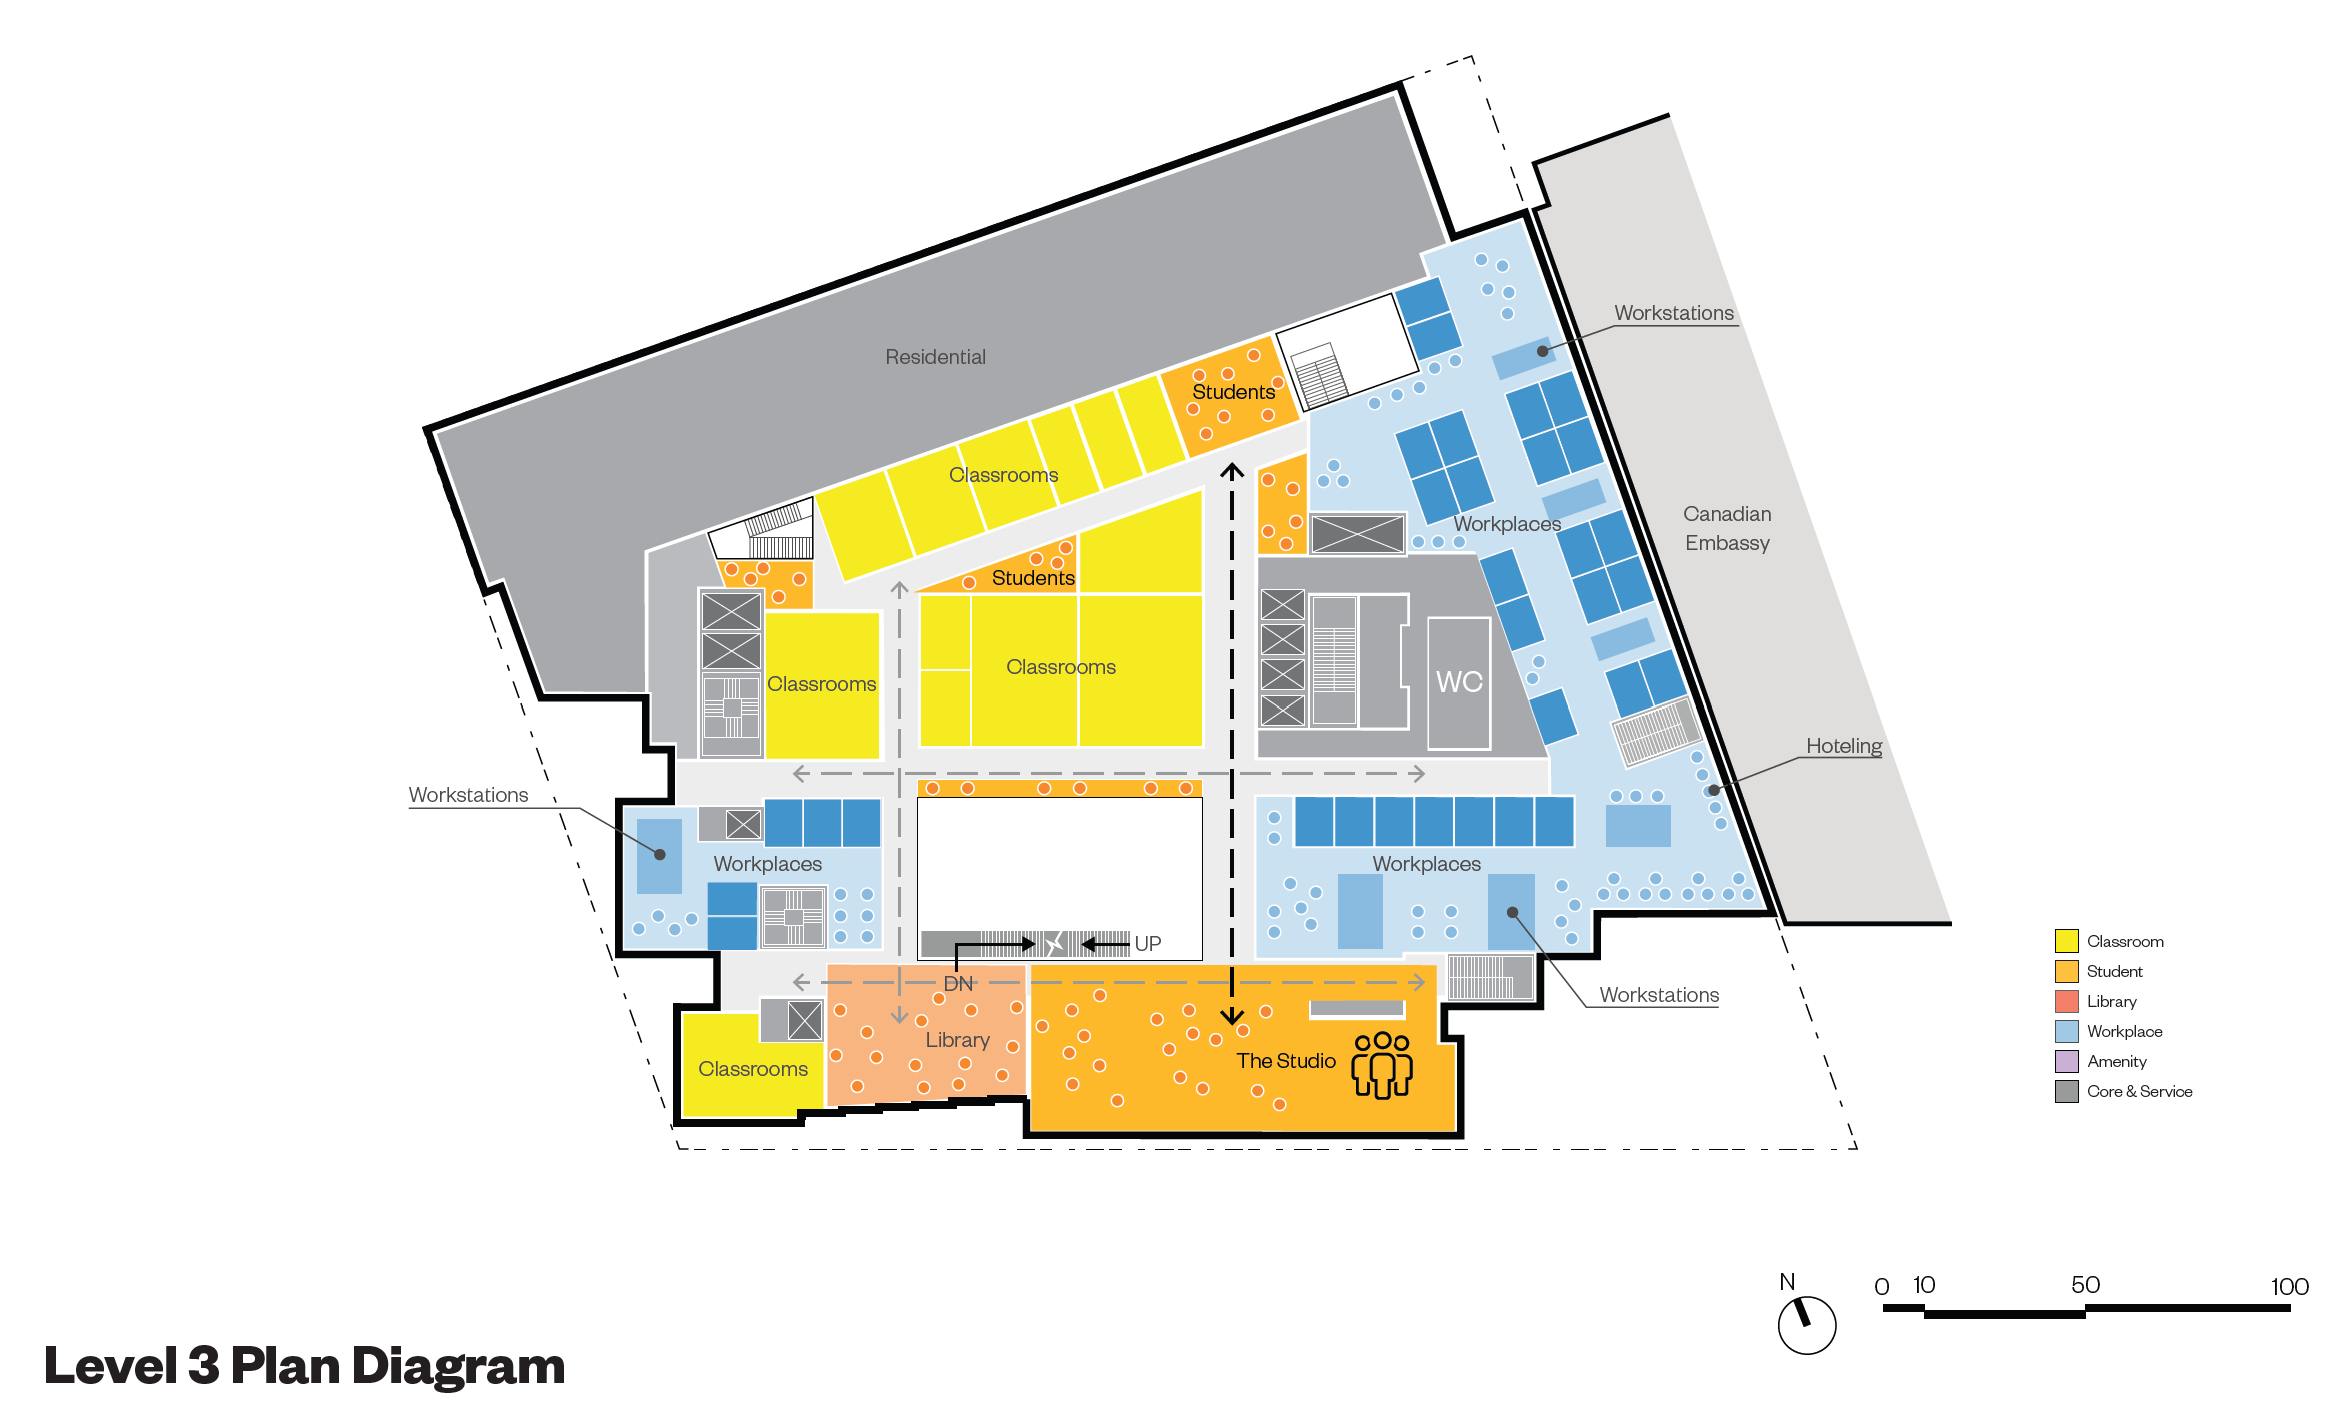 Workstations
Residential
Students
Classrooms
Canadian
Embassy
Workplaces
Students
Classrooms
Classrooms
WC
Hoteling
Workstations
Workplaces
Workplaces
UP
DN
Workstations
Library
The Studio
Classrooms
Classroom
Student
Library
Workplace
Amenity
Core & Service
N
0 10 50 100
Level 3 Plan Diagram